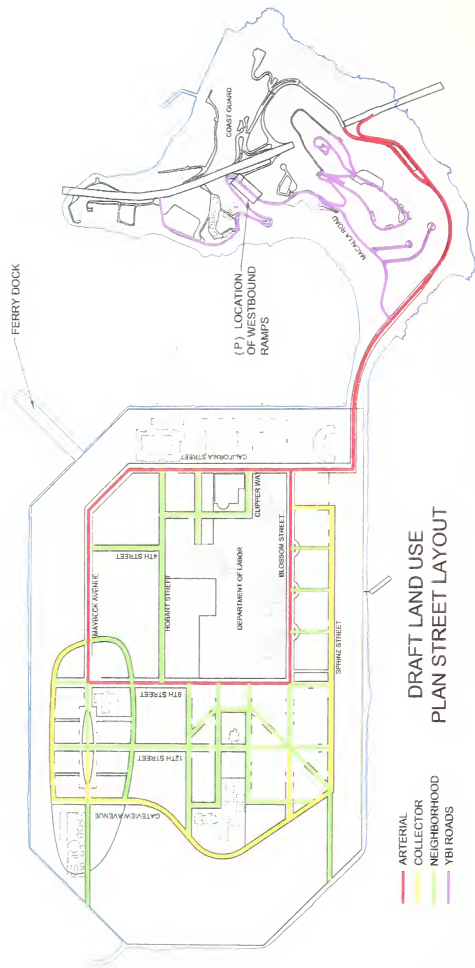 FERRY DOCK
COAST GUARD
(P) LOCATION
OF WESTBOUND
RAMPS
MACALLA ROAD
CALIFORNIA STREET
MAYBECK AVENUE
4TH STREET
HOBART STREET
CLIPPER WAY
DEPARTMENT OF LABOR
BLOSSOM STREET
SPRINZ STREET
9TH STREET
12TH STREET
GATEVIEW AVENUE
DRAFT LAND USE
PLAN STREET LAYOUT
ARTERIAL
COLLECTOR
NEIGHBORHOOD
YBI ROADS